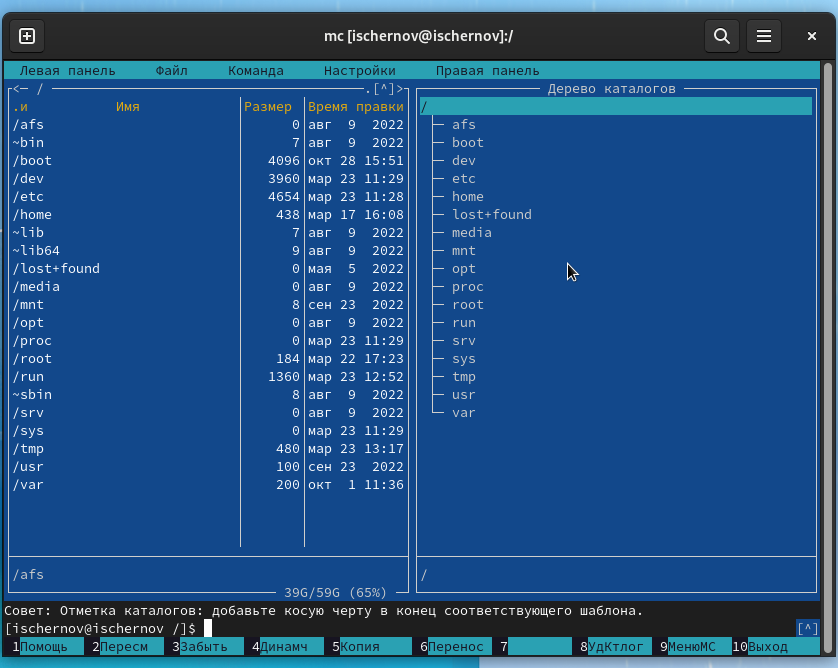 mc [ischernov@ischernov]:/
Левая панель Файл Команда Настройки Правая панель
<— / .[^]>
.и Имя Размер Время правки
/afs 0 авг 9 2022
~bin 7 авг 9 2022
/boot 4096 окт 28 15:51
/dev 3960 мар 23 11:29
/etc 4654 мар 23 11:28
/home 438 мар 17 16:08
~lib 7 авг 9 2022
~lib64 9 авг 9 2022
/lost+found 0 мая 5 2022
/media 0 авг 9 2022
/mnt 8 сен 23 2022
/opt 0 авг 9 2022
/proc 0 мар 23 11:29
/root 184 мар 22 17:23
/run 1360 мар 23 12:52
~sbin 8 авг 9 2022
/srv 0 авг 9 2022
/sys 0 мар 23 11:29
/tmp 480 мар 23 13:17
/usr 100 сен 23 2022
/var 200 окт 1 11:36
/afs
39G/59G (65%)
Дерево каталогов
/
afs
boot
dev
etc
home
lost+found
media
mnt
opt
proc
root
run
srv
sys
tmp
usr
var
/
Совет: Отметка каталогов: добавьте косую черту в конец соответствующего шаблона.
[ischernov@ischernov /]$ [^]
1Помощь 2Пересм 3Забыть 4Динамч 5Копия 6Перенос 7 8УдКтлог 9МенюМС 10Выход